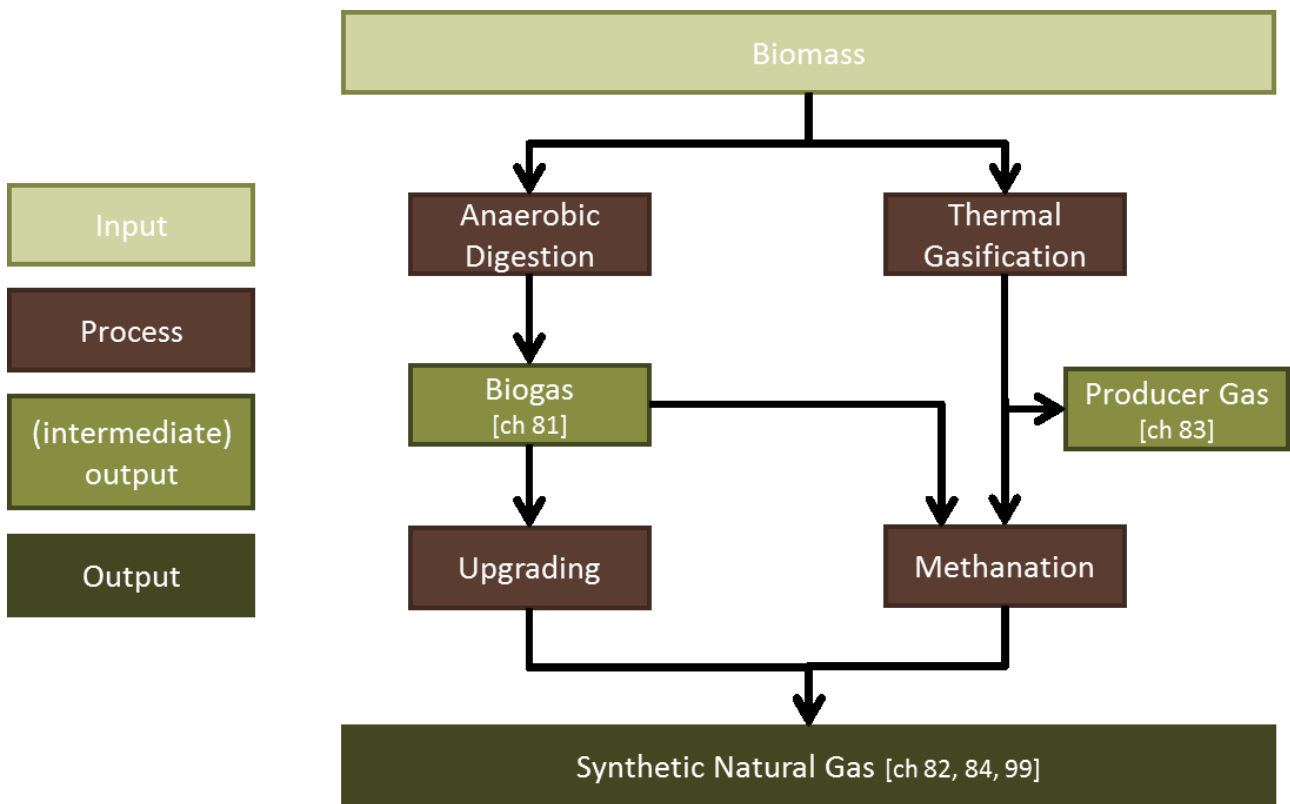 Biomass
Input
Process
(intermediate)
output
Output
Anaerobic
Digestion
Thermal
Gasification
Biogas
[ch 81]
Producer Gas
[ch 83]
Upgrading
Methanation
Synthetic Natural Gas [ch 82, 84, 99]